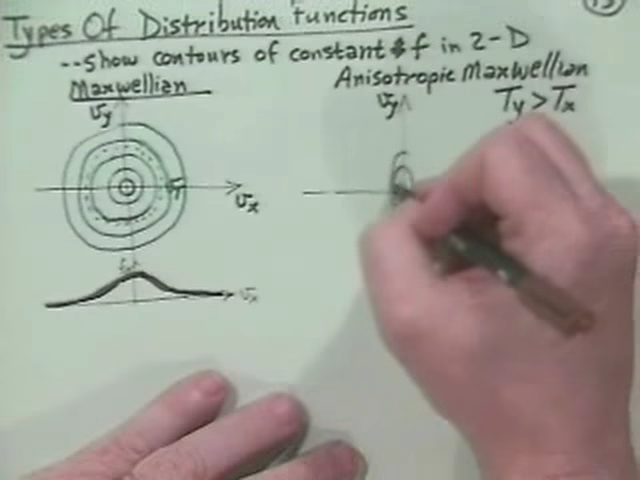 Types Of Distribution Functions
--show contours of constant f in 2-D
Maxwellian
Anisotropic Maxwellian
Ty > Tx
vy
vx
vy
vx